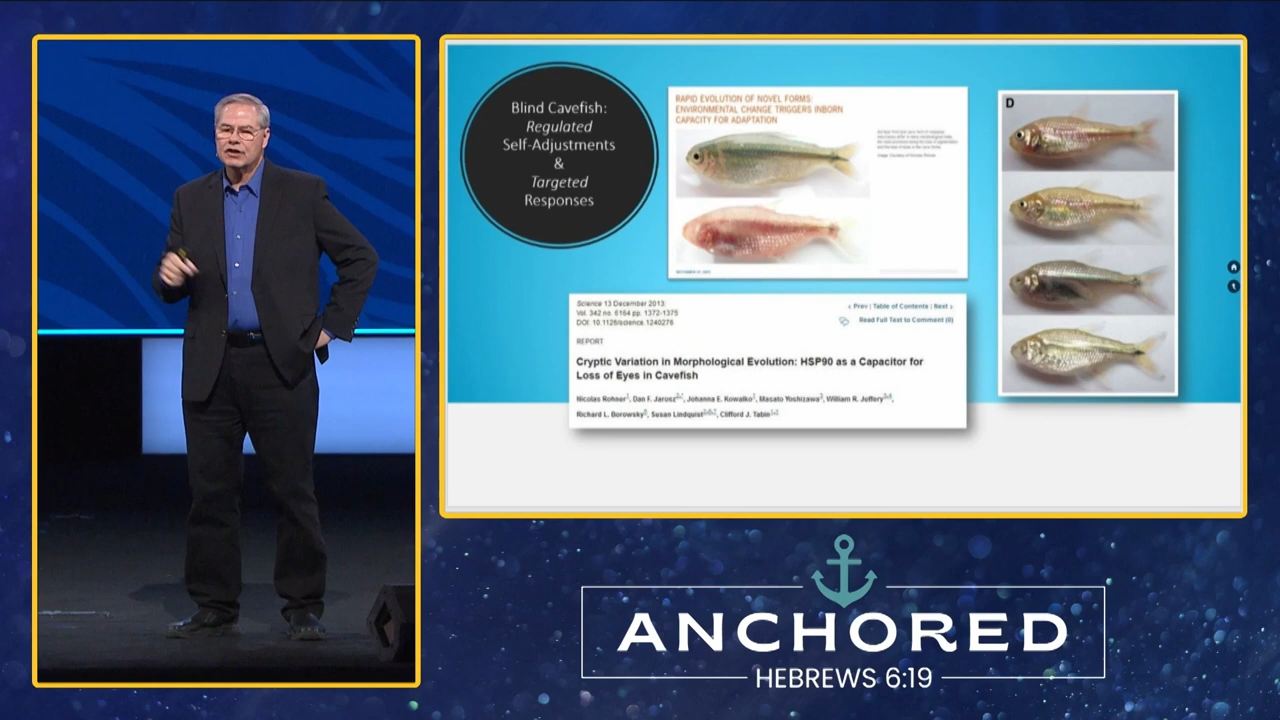 Blind Cavefish:
Regulated
Self-Adjustments
&
Targeted
Responses
RAPID EVOLUTION OF NOVEL FORMS:
ENVIRONMENTAL CHANGE TRIGGERS INBORN
CAPACITY FOR ADAPTATION
D
Science 13 December 2013:
Vol. 342 no. 6164 pp. 1372-1375
DOI: 10.1126/science.1240276
‹ Prev | Table of Contents | Next ›
Read Full Text to Comment (0)
REPORT
Cryptic Variation in Morphological Evolution: HSP90 as a Capacitor for
Loss of Eyes in Cavefish
Nicolas Rohner, Dan F. Jarosz, Johanna E. Kowalko, Masato Yoshizawa, William R. Jeffery,
Richard L. Borowsky, Susan Lindquist, Clifford J. Tabin
ANCHORED
HEBREWS 6:19